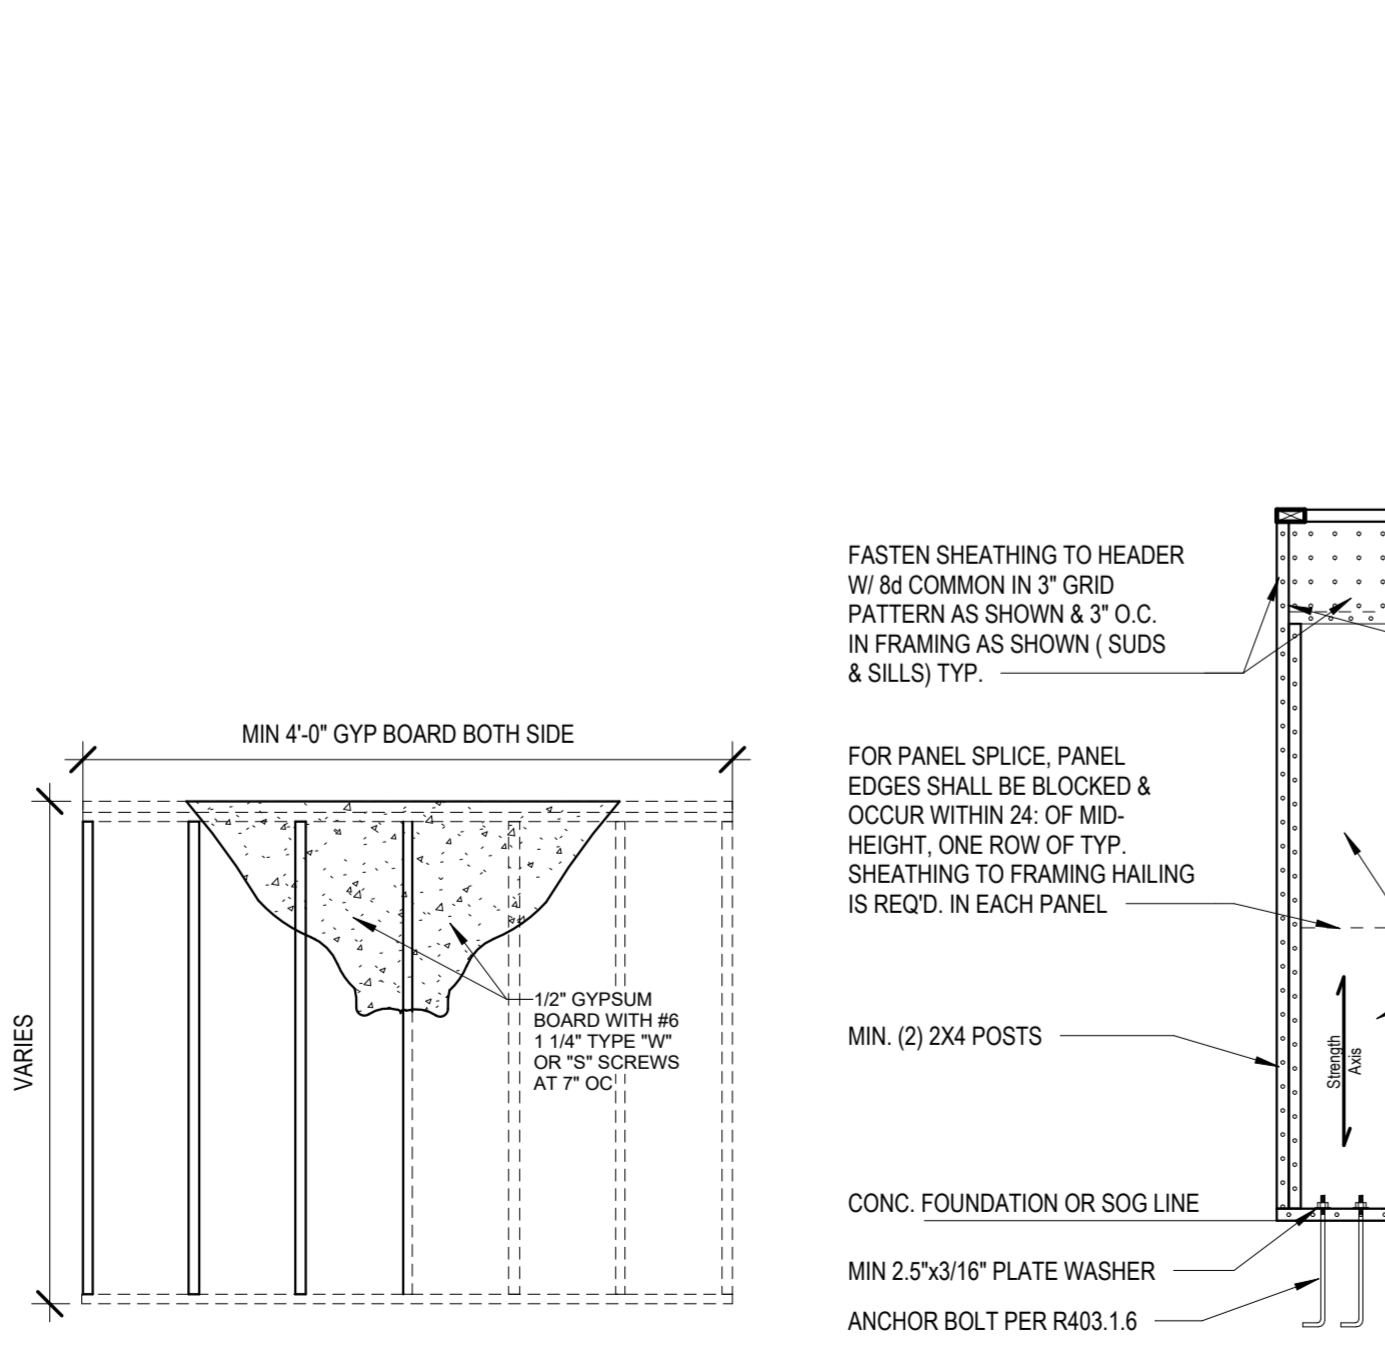 MIN 4'-0" GYP BOARD BOTH SIDE
VARIES
1/2" GYPSUM
BOARD WITH #6
1 1/4" TYPE "W"
OR "S" SCREWS
AT 7" OC
FASTEN SHEATHING TO HEADER
W/ 8d COMMON IN 3" GRID
PATTERN AS SHOWN & 3" O.C.
IN FRAMING AS SHOWN ( SUDS
& SILLS) TYP.
FOR PANEL SPLICE, PANEL
EDGES SHALL BE BLOCKED &
OCCUR WITHIN 24: OF MID-
HEIGHT, ONE ROW OF TYP.
SHEATHING TO FRAMING HAILING
IS REQ'D. IN EACH PANEL
MIN. (2) 2X4 POSTS
Strength
Axis
CONC. FOUNDATION OR SOG LINE
MIN 2.5"x3/16" PLATE WASHER
ANCHOR BOLT PER R403.1.6